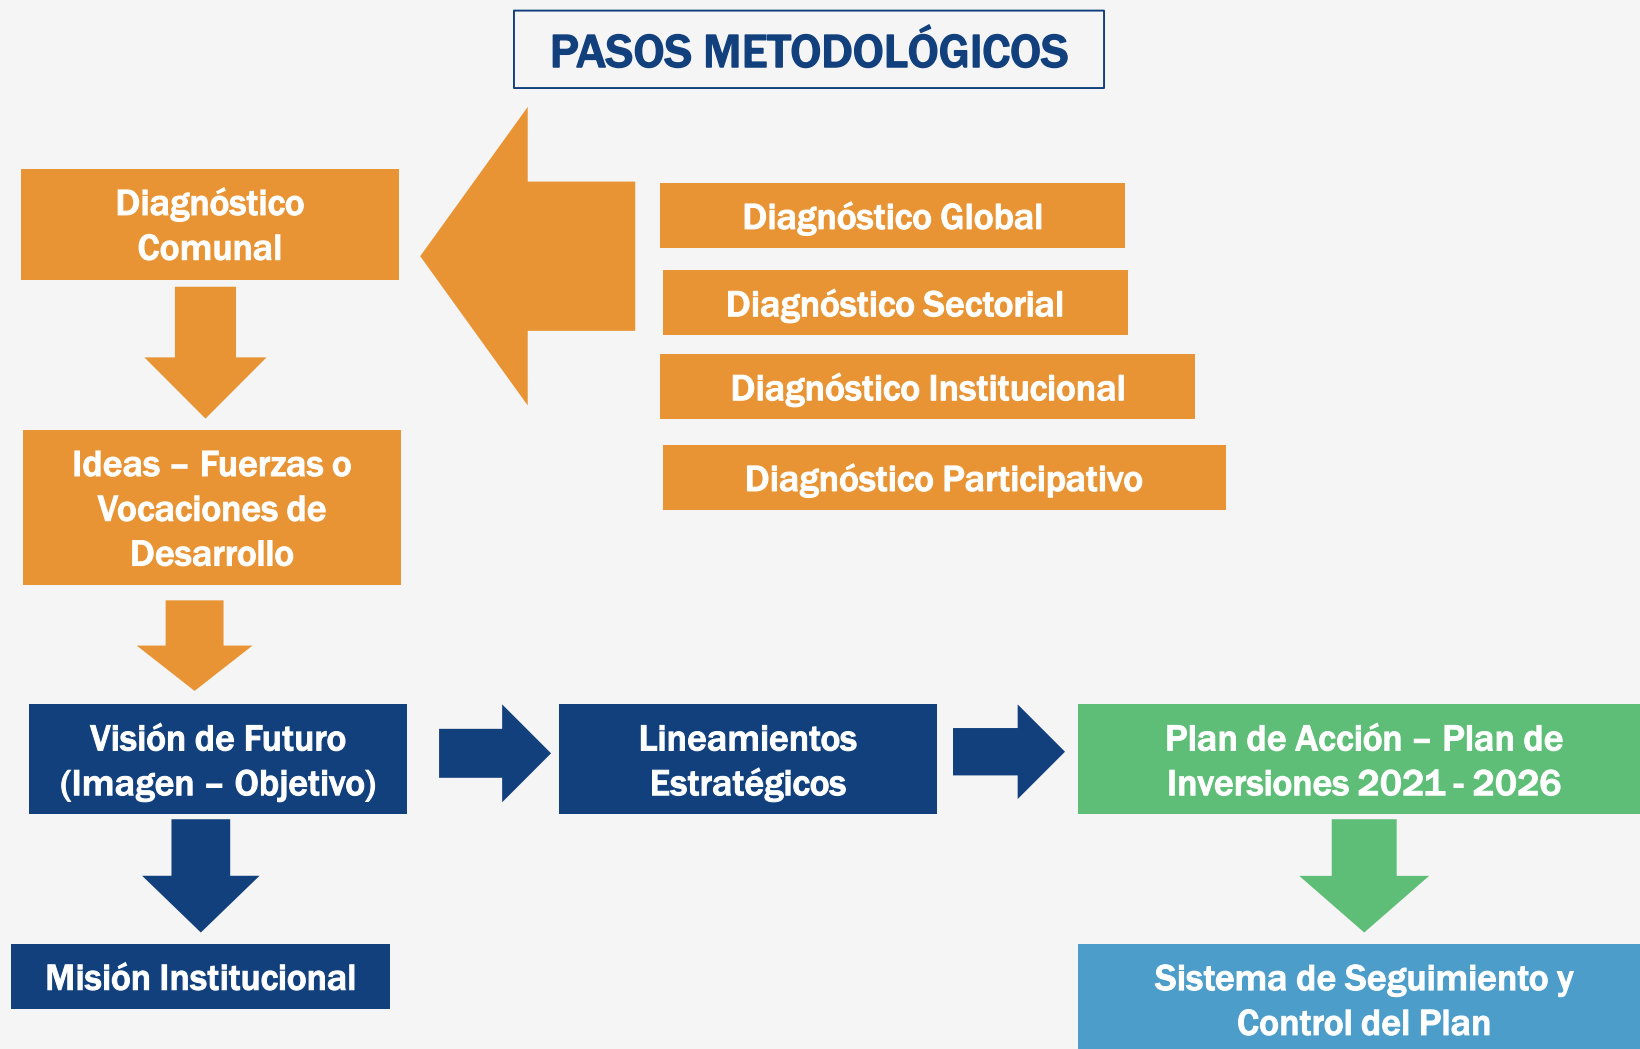 PASOS METODOLÓGICOS
Diagnóstico
Comunal
Diagnóstico Global
Diagnóstico Sectorial
Diagnóstico Institucional
Diagnóstico Participativo
Ideas – Fuerzas o
Vocaciones de
Desarrollo
Visión de Futuro
(Imagen – Objetivo)
Lineamientos
Estratégicos
Plan de Acción – Plan de
Inversiones 2021 - 2026
Misión Institucional
Sistema de Seguimiento y
Control del Plan